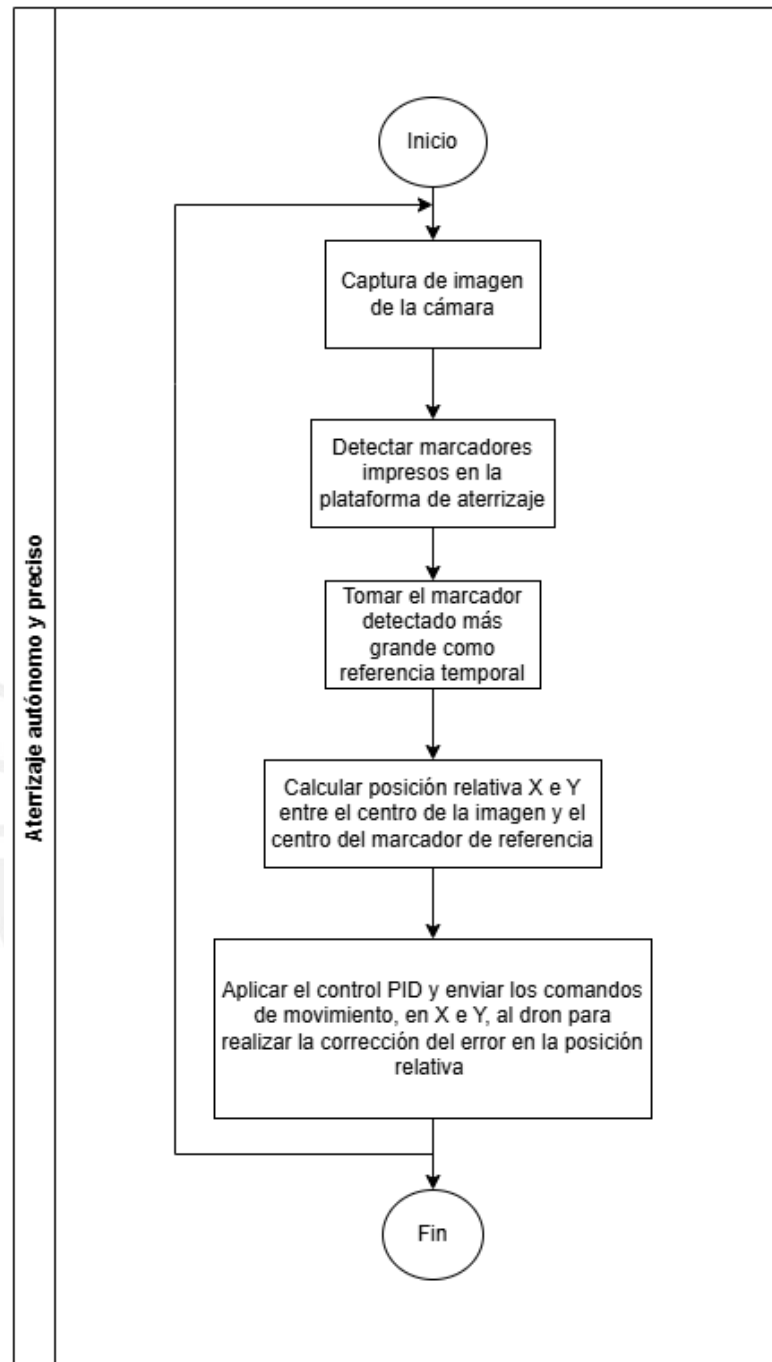 Aterrizaje autónomo y preciso
Inicio
Captura de imagen
de la cámara
Detectar marcadores
impresos en la
plataforma de aterrizaje
Tomar el marcador
detectado más
grande como
referencia temporal
Calcular posición relativa X e Y
entre el centro de la imagen y el
centro del marcador de referencia
Aplicar el control PID y enviar los comandos
de movimiento, en X e Y, al dron para
realizar la corrección del error en la posición
relativa
Fin